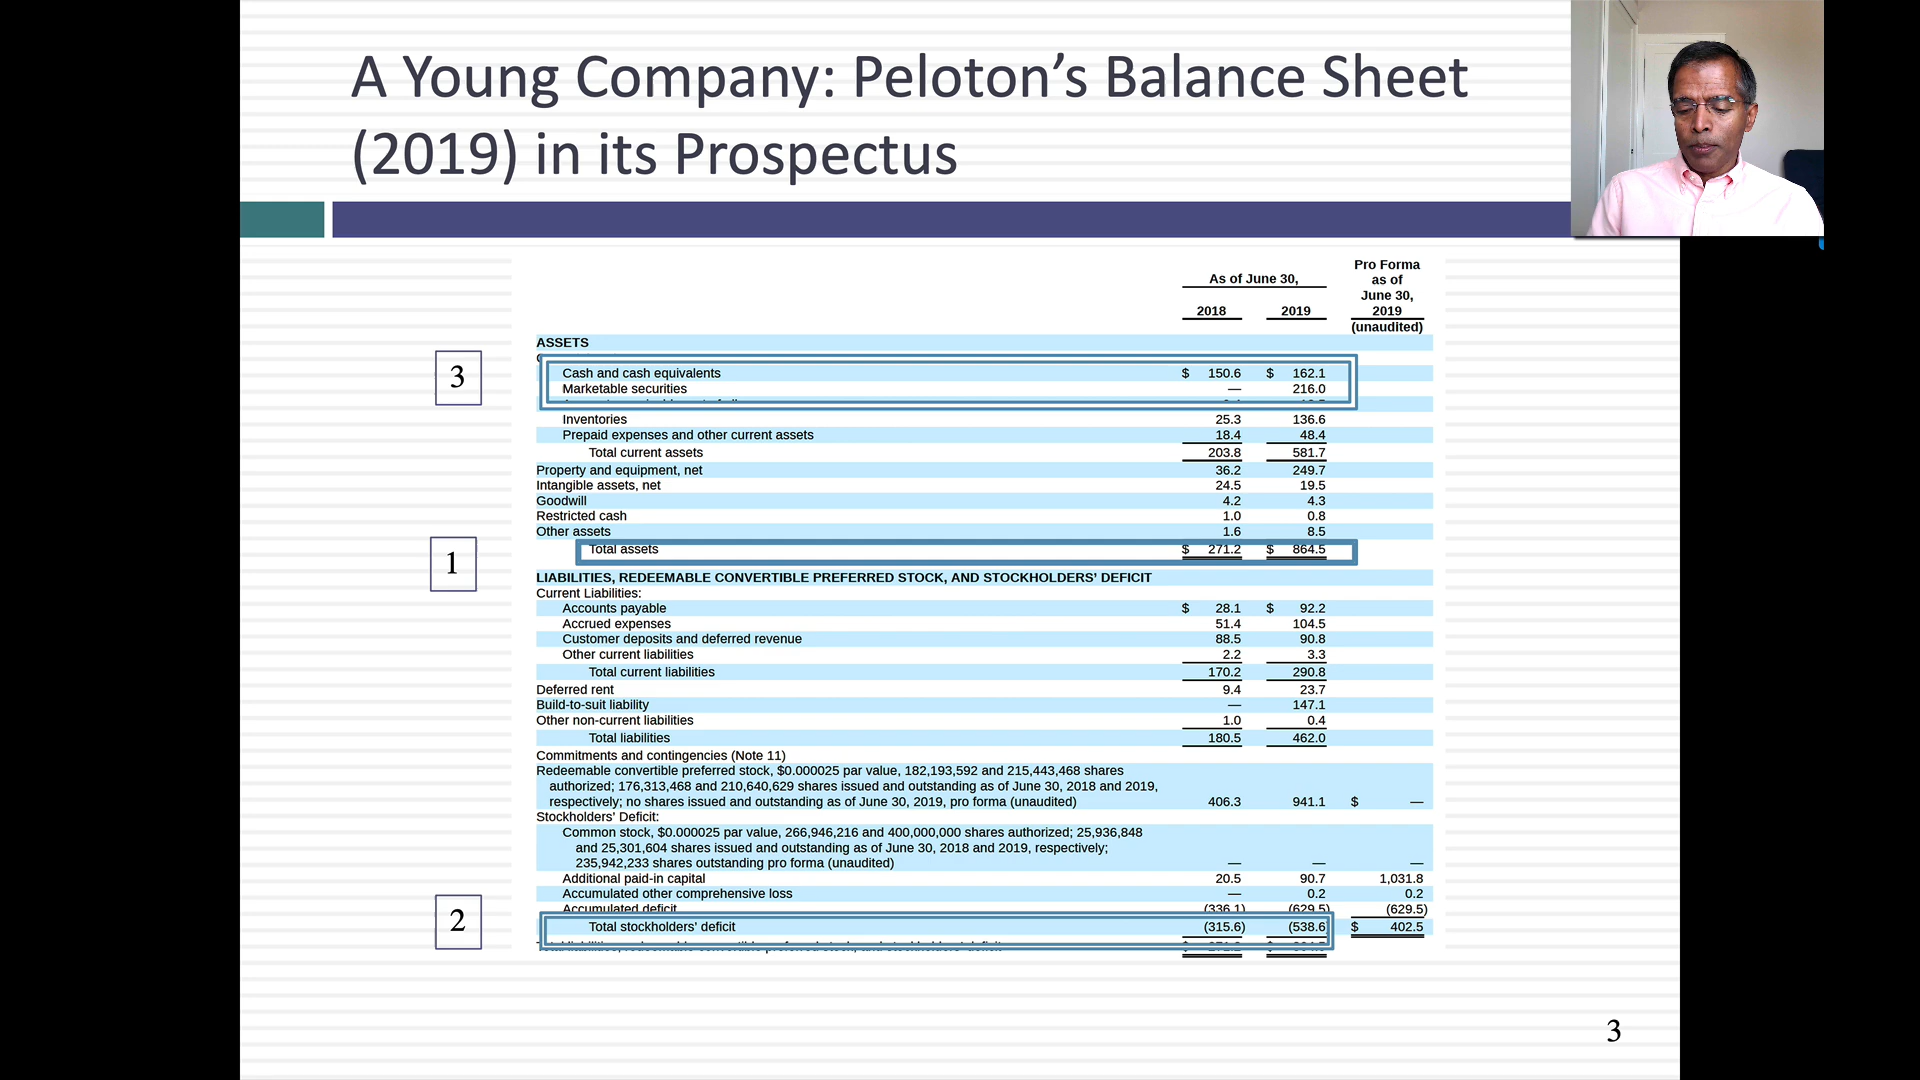 A Young Company: Peloton’s Balance Sheet
(2019) in its Prospectus
Pro Forma
as of
June 30,
2019
(unaudited)
As of June 30,
2018 2019
ASSETS
3
Cash and cash equivalents $ 150.6 $ 162.1
Marketable securities — 216.0
Inventories 25.3 136.6
Prepaid expenses and other current assets 18.4 48.4
Total current assets 203.8 581.7
Property and equipment, net 36.2 249.7
Intangible assets, net 24.5 19.5
Goodwill 4.2 4.3
Restricted cash 1.0 0.8
Other assets 1.6 8.5
1
Total assets $ 271.2 $ 864.5
LIABILITIES, REDEEMABLE CONVERTIBLE PREFERRED STOCK, AND STOCKHOLDERS’ DEFICIT
Current Liabilities:
Accounts payable $ 28.1 $ 92.2
Accrued expenses 51.4 104.5
Customer deposits and deferred revenue 88.5 90.8
Other current liabilities 2.2 3.3
Total current liabilities 170.2 290.8
Deferred rent 9.4 23.7
Build-to-suit liability — 147.1
Other non-current liabilities 1.0 0.4
Total liabilities 180.5 462.0
Commitments and contingencies (Note 11)
Redeemable convertible preferred stock, $0.000025 par value, 182,193,592 and 215,443,468 shares
authorized; 176,313,468 and 210,640,629 shares issued and outstanding as of June 30, 2018 and 2019,
respectively; no shares issued and outstanding as of June 30, 2019, pro forma (unaudited) 406.3 941.1 $ —
Stockholders' Deficit:
Common stock, $0.000025 par value, 266,946,216 and 400,000,000 shares authorized; 25,936,848
and 25,301,604 shares issued and outstanding as of June 30, 2018 and 2019, respectively;
235,942,233 shares outstanding pro forma (unaudited) — — —
Additional paid-in capital 20.5 90.7 1,031.8
Accumulated other comprehensive loss — 0.2 0.2
Accumulated deficit (336.1) (629.5) (629.5)
2
Total stockholders' deficit (315.6) (538.6) $ 402.5
3